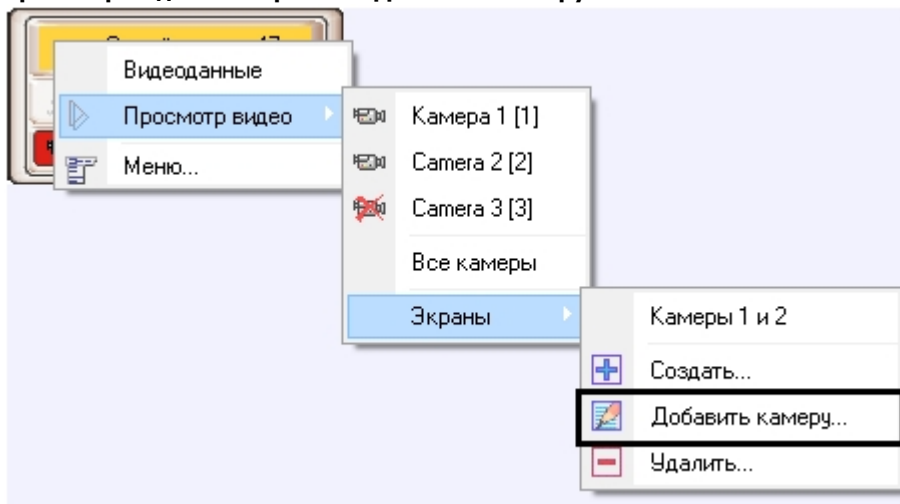 Видеоданные
Просмотр видео
Меню...
Камера 1 [1]
Camera 2 [2]
Camera 3 [3]
Все камеры
Экраны
Камеры 1 и 2
Создать...
Добавить камеру...
Удалить...